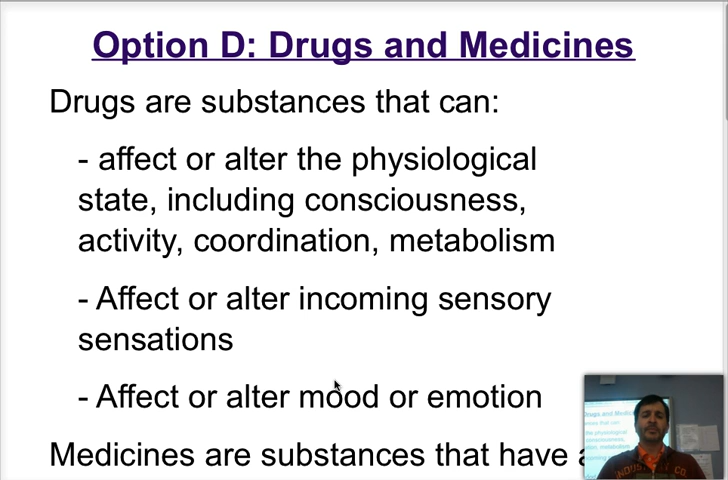 Option D: Drugs and Medicines
Drugs are substances that can:
- affect or alter the physiological
state, including consciousness,
activity, coordination, metabolism
- Affect or alter incoming sensory
sensations
- Affect or alter mood or emotion
Medicines are substances that have